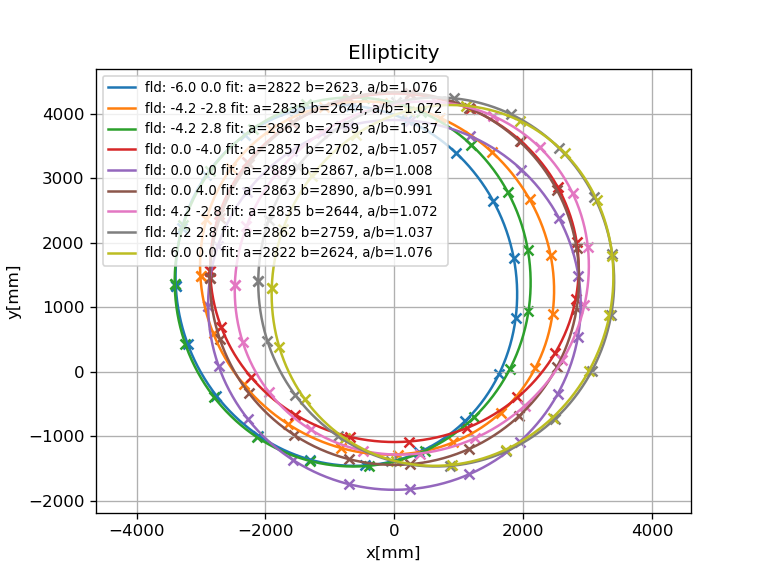 Ellipticity
fld: -6.0 0.0 fit: a=2822 b=2623, a/b=1.076
fld: -4.2 -2.8 fit: a=2835 b=2644, a/b=1.072
fld: -4.2 2.8 fit: a=2862 b=2759, a/b=1.037
fld: 0.0 -4.0 fit: a=2857 b=2702, a/b=1.057
fld: 0.0 0.0 fit: a=2889 b=2867, a/b=1.008
fld: 0.0 4.0 fit: a=2863 b=2890, a/b=0.991
fld: 4.2 -2.8 fit: a=2835 b=2644, a/b=1.072
fld: 4.2 2.8 fit: a=2862 b=2759, a/b=1.037
fld: 6.0 0.0 fit: a=2822 b=2624, a/b=1.076
4000
3000
2000
1000
0
−1000
−2000
y[mm]
−4000 −2000 0 2000 4000
x[mm]